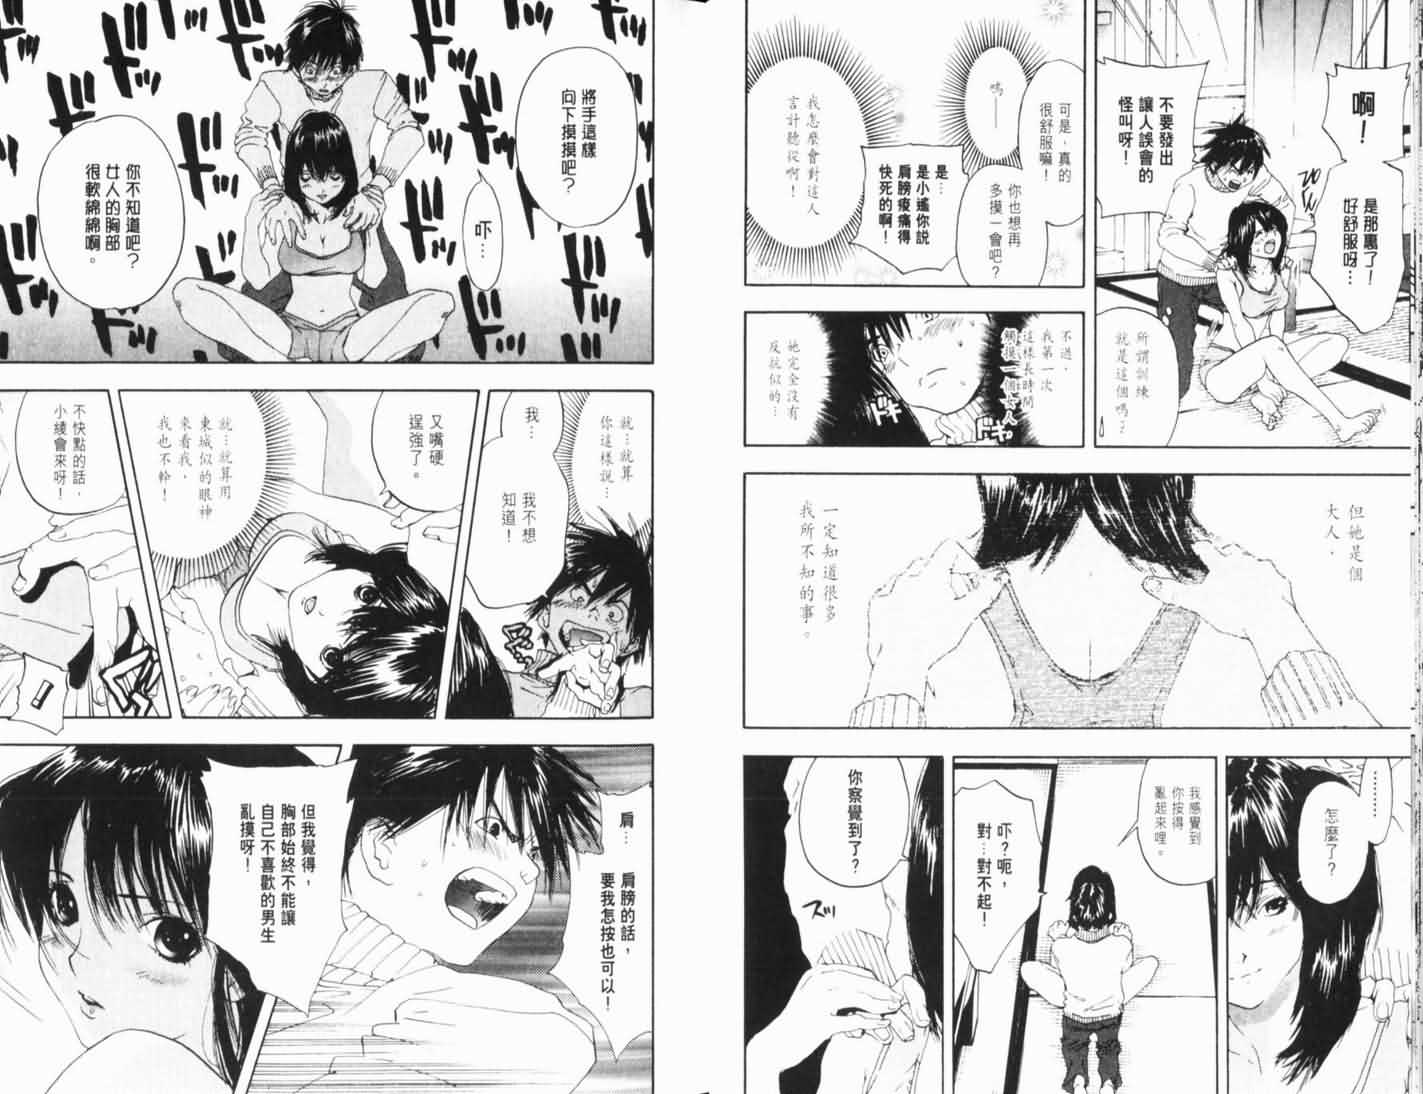 啊！
是那裏了！
好舒服呀…
不要發出
讓人誤會的
怪叫呀！
所謂訓練
就是這個嗎？
可是，真的
很舒服嘛！
嗚——
你也想再
多摸一會吧？
是…
是小遙你說
肩膀痠痛得
快死的啊！
我怎麼會對這人
言計聽從呀！
不過，
我第一次
這樣長時間
觸摸一個女人
ドキ
ドキ。
她完全沒有
反抗似的…
但她是個
大人，
一定知道很多
我所不知的事。
………
怎麼了？
我感覺到
你按得
亂起來哩。
吓？呃，
對…對不起！
你察覺到了？
スッ
將手這樣
向下摸摸吧？
吓…
你不知道吧？
女人的胸部
很軟綿綿啊。
就…就算
你這樣說…
我…
我不想
知道！
又嘴硬
逞強了。
就…就算用
東城似的眼神
來看我，
我也不幹！
不快點的話，
小綾會來呀！
肩…
肩膀的話，
要我怎按也可以！
但我覺得，
胸部始終不能讓
自己不喜歡的男生
亂摸呀！